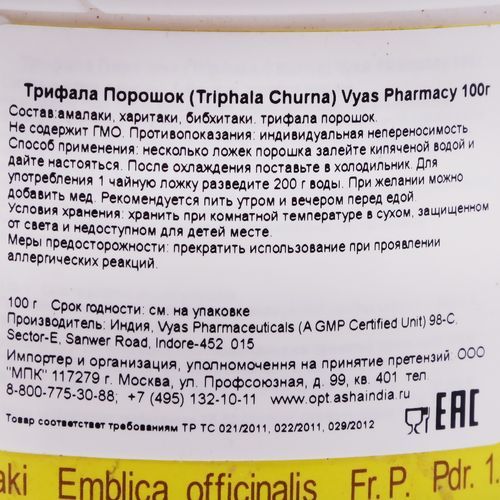 Трифала Порошок (Triphala Churna) Vyas Pharmacy 100г
Состав:амалаки, харитаки, бибхитаки. трифала порошок.
Не содержит ГМО. Противопоказания: индивидуальная непереносимость
Способ применения: несколько ложек порошка залейте кипяченой водой и
дайте настояться. После охлаждения поставьте в холодильник. Для
употребления 1 чайную ложку разведите 200 г воды. При желании можно
добавить мед. Рекомендуется пить утром и вечером перед едой.
Условия хранения: хранить при комнатной температуре в сухом, защищенном
от света и недоступном для детей месте.
Меры предосторожности: прекратить использование при проявлении
аллергических реакций.
100 г Срок годности: см. на упаковке
Производитель: Индия, Vyas Pharmaceuticals (A GMP Certified Unit) 98-C.
Sector-E, Sanwer Road, Indore-452 015
Импортер и организация, уполномочення на принятие претензий: ООО
"МПК" 117279 г. Москва, ул. Профсоюзная, д. 99, кв. 401 тел.
8-800-775-30-88; +7 (495) 132-10-11 www.opt.ashaindia.ru
Товар соответствует требованиям ТР ТС 021/2011, 022/2011, 029/2012
EAC
aki Emblica officinalis Fr. P. Pdr. 1.